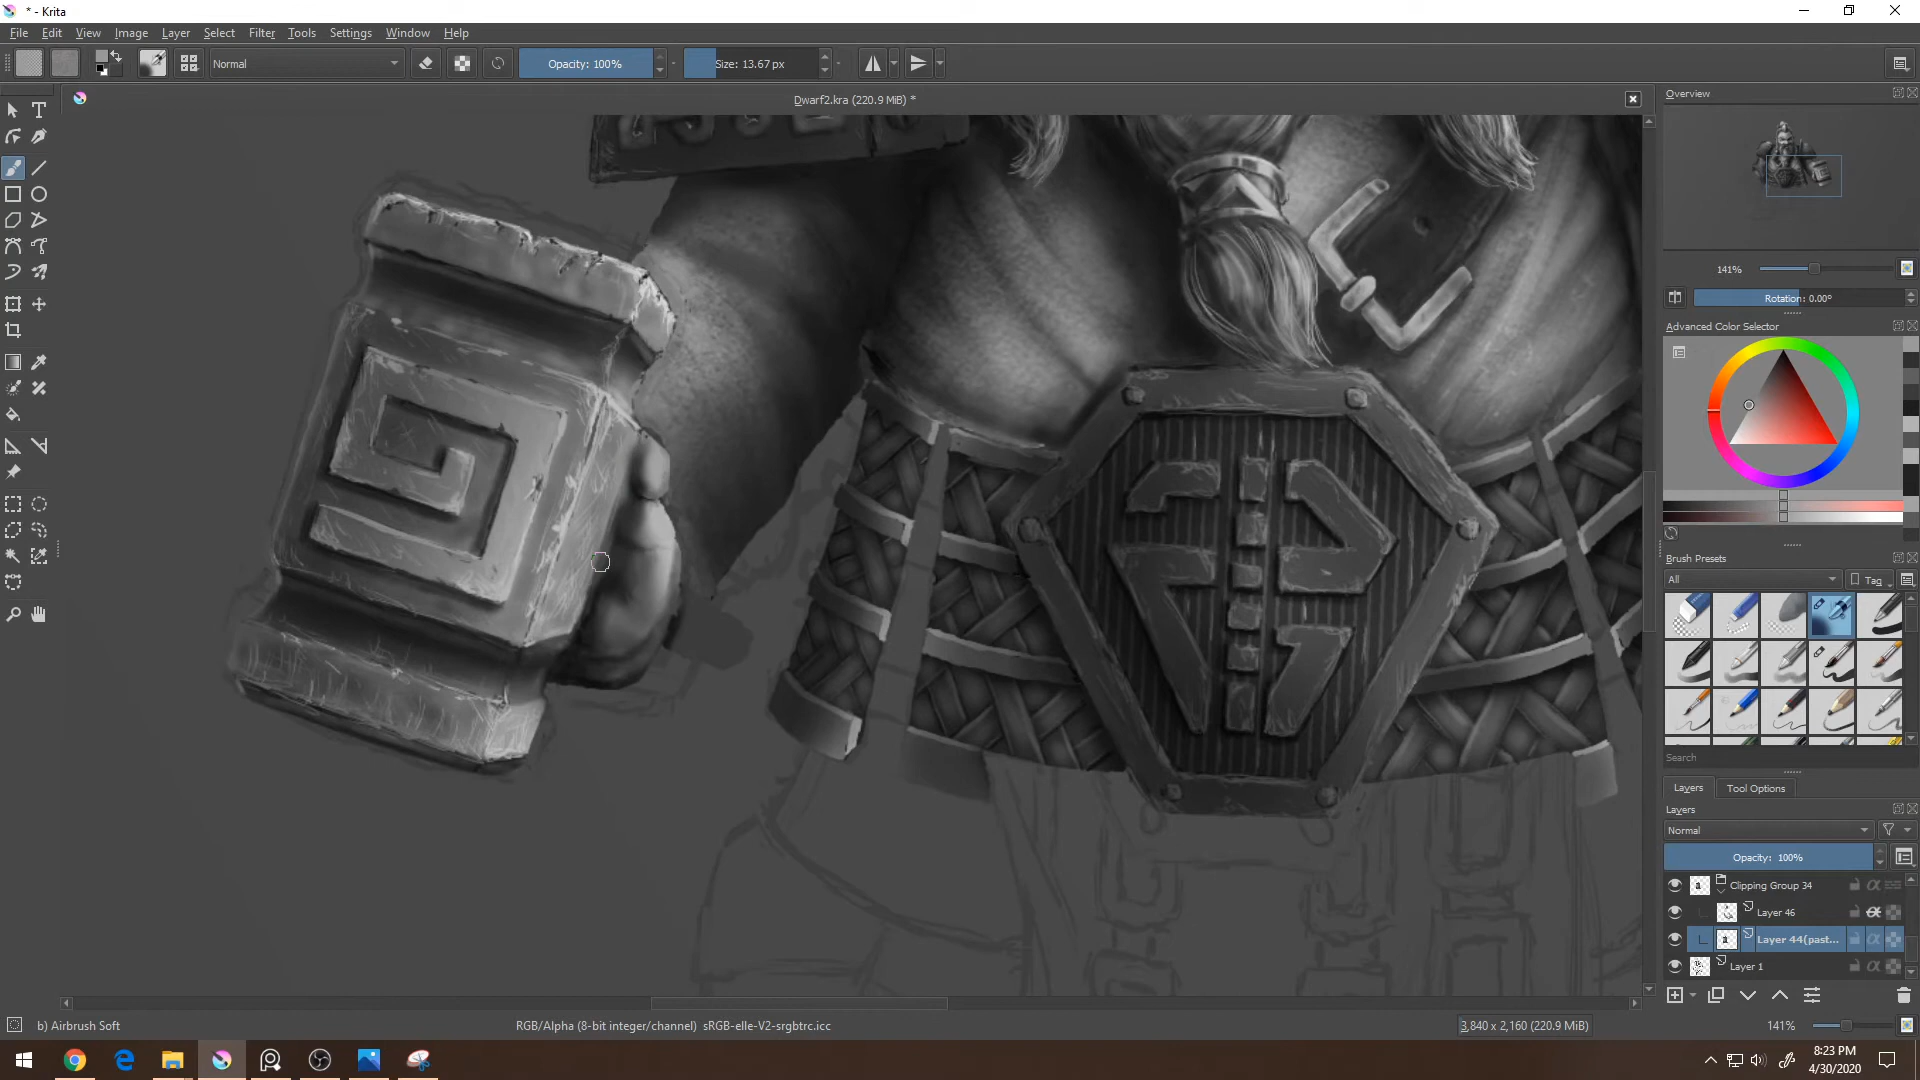 * - Krita
File Edit View Image Layer Select Filter Tools Settings Window Help
Normal Opacity: 100% Size: 13.67 px
Dwarf2.kra (220.9 MiB) *
Overview
141%
Rotation: 0.00°
Advanced Color Selector
Brush Presets
All Tag
Search
Layers Tool Options
Layers
Normal
Opacity: 100%
Clipping Group 34
Layer 46
Layer 44(past...
Layer 1
b) Airbrush Soft RGB/Alpha (8-bit integer/channel) sRGB-elle-V2-srgbtrc.icc 3,840 x 2,160 (220.9 MiB) 141%
8:23 PM
4/30/2020